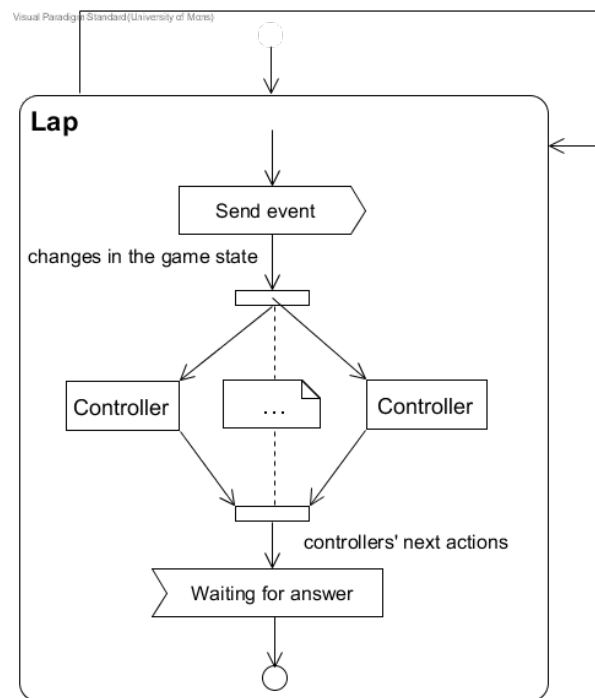 Visual Paradigm Standard(University of Mons)
Lap
Send event
changes in the game state
Controller
...
Controller
controllers' next actions
Waiting for answer